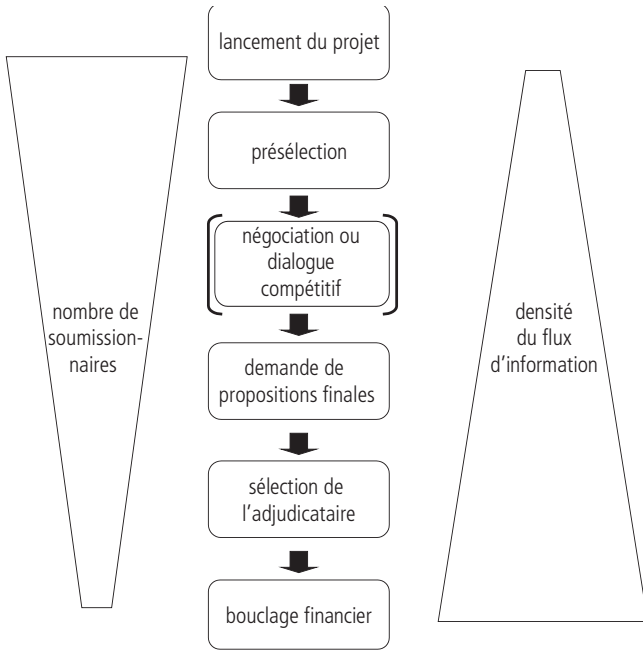 lancement du projet
présélection
négociation ou
dialogue
compétitif
nombre de
soumission-
naires
densité
du flux
d’information
demande de
propositions finales
sélection de
l’adjudicataire
bouclage financier